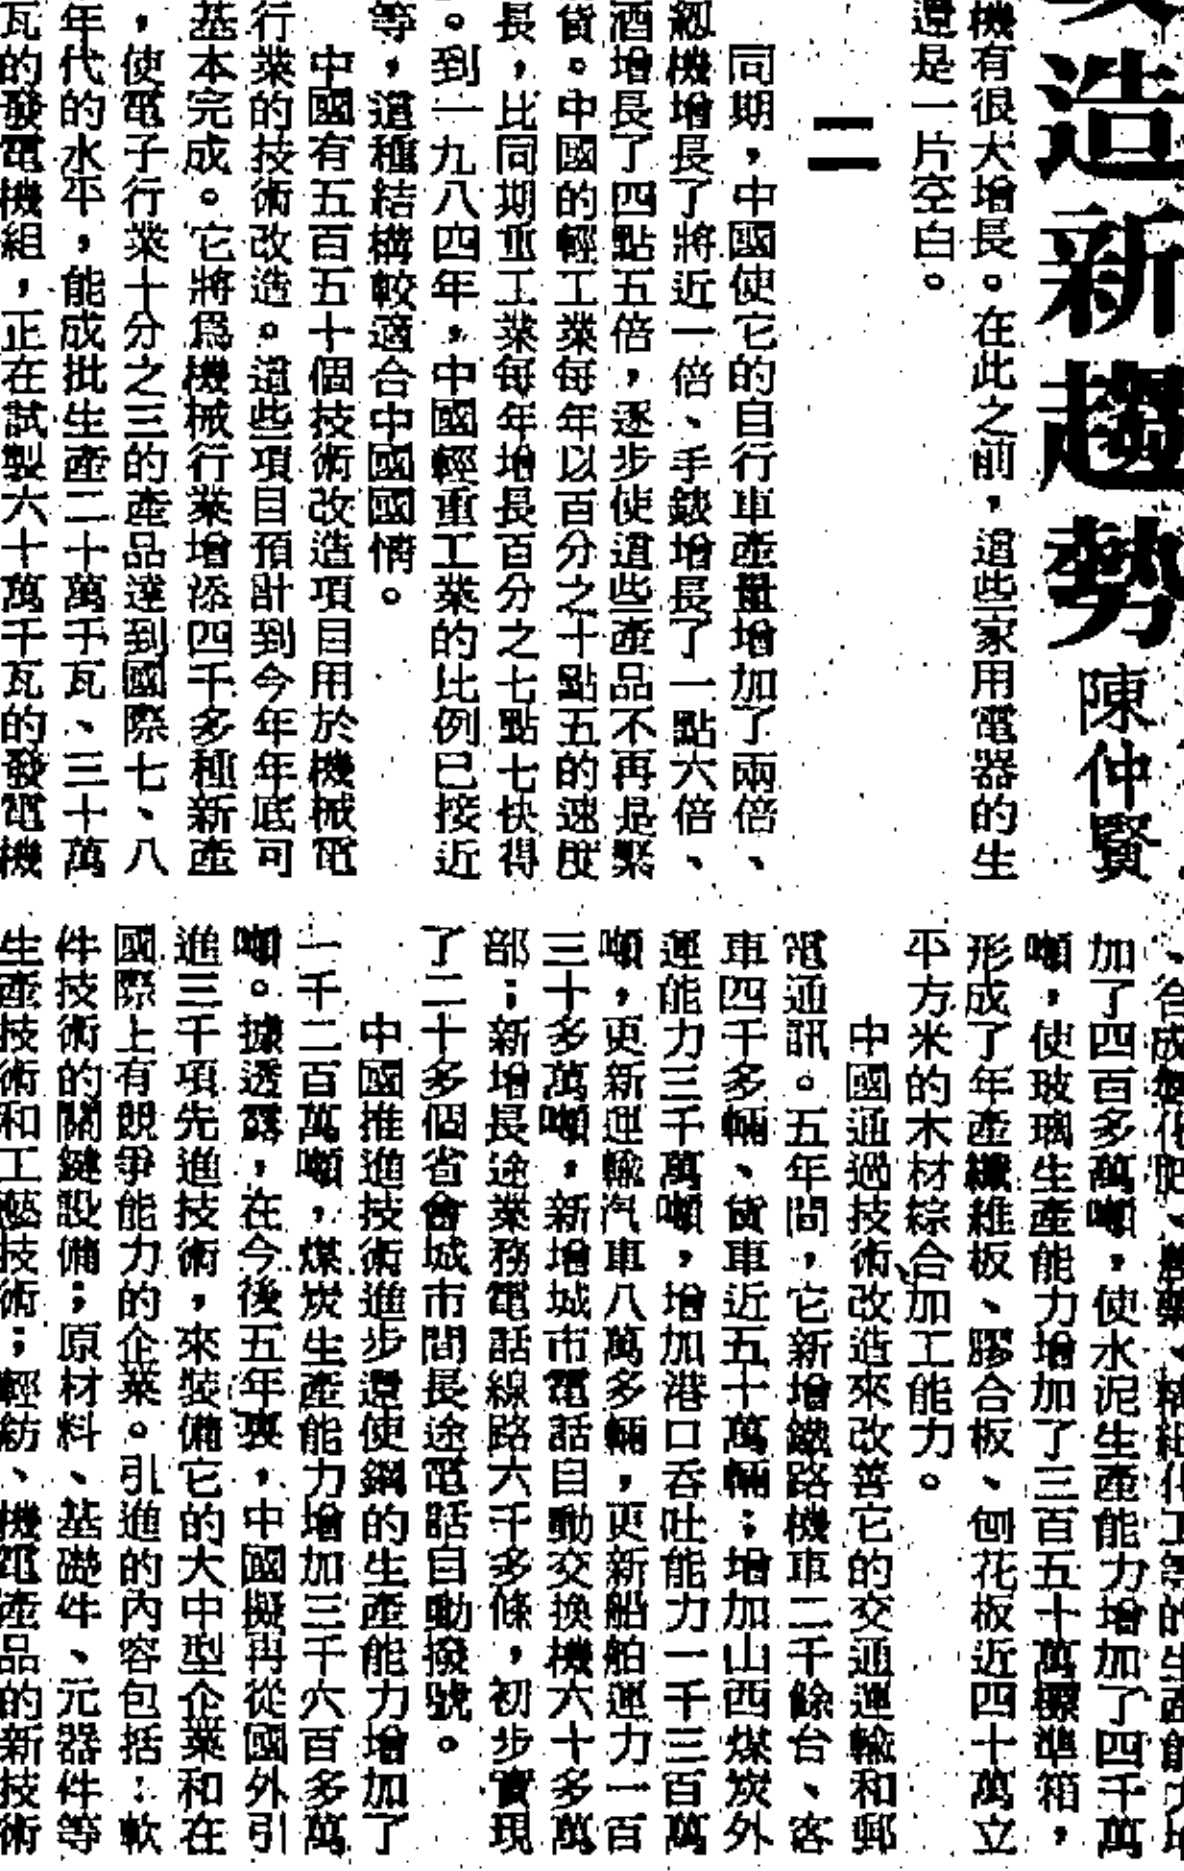 造新趨勢
陳仲賢
機有很大增長。在此之前，這些家用電器的生
還是一片空白。
二
同期，中國使它的自行車產量增加了兩倍、
縫機增長了將近一倍、手錶增長了一點六倍、
酒增長了四點五倍，逐步使這些產品不再是緊
貨。中國的輕工業每年以百分之十點五的速度
長，比同期重工業每年增長百分之七點七快得
。到一九八四年，中國輕重工業的比例已接近
等，這種結構較適合中國國情。
中國有五百五十個技術改造項目用於機械電
行業的技術改造。這些項目預計到今年年底可
基本完成。它將爲機械行業增添四千多種新產
，使電子行業十分之三的產品達到國際七、八
年代的水平，能成批生產二十萬千瓦、三十萬
瓦的發電機組，正在試製六十萬千瓦的發電機
、合成氨化肥、農藥、精細化工等的生產能力增
加了四百多萬噸，使水泥生產能力增加了四千萬
噸，使玻璃生產能力增加了三百五十萬標準箱，
形成了年產纖維板、膠合板、刨花板近四十萬立
平方米的木材綜合加工能力。
中國通過技術改造來改善它的交通運輸和郵
電通訊。五年間，它新增鐵路機車二千餘台、客
車四千多輛、貨車近五十萬輛；增加山西煤炭外
運能力三千萬噸，增加港口吞吐能力一千三百萬
噸，更新運輸汽車八萬多輛，更新船舶運力一百
三十多萬噸，新增城市電話自動交換機六十多萬
部；新增長途業務電話線路六千多條，初步實現
了二十多個省會城市間長途電話自動撥號。
中國推進技術進步還使鋼的生產能力增加了
一千二百萬噸，煤炭生產能力增加三千六百多萬
噸。據透露，在今後五年裏，中國擬再從國外引
進三千項先進技術，來裝備它的大中型企業和在
國際上有競爭能力的企業。引進的內容包括：軟
件技術的關鍵設備；原材料、基礎件、元器件等
生產技術和工藝技術；輕紡、機電產品的新技術